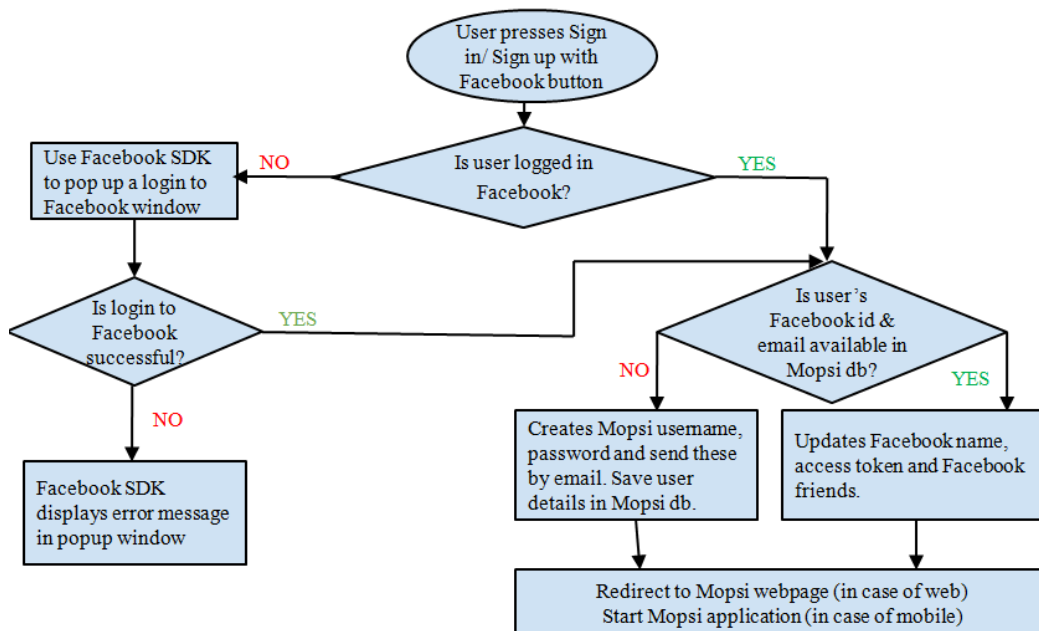 User presses Sign
in/ Sign up with
Facebook button
Is user logged in
Facebook?
NO
YES
Use Facebook SDK
to pop up a login to
Facebook window
Is login to
Facebook
successful?
YES
NO
Facebook SDK
displays error message
in popup window
Is user’s
Facebook id &
email available in
Mopsi db?
NO
YES
Creates Mopsi username,
password and send these
by email. Save user
details in Mopsi db.
Updates Facebook name,
access token and Facebook
friends.
Redirect to Mopsi webpage (in case of web)
Start Mopsi application (in case of mobile)